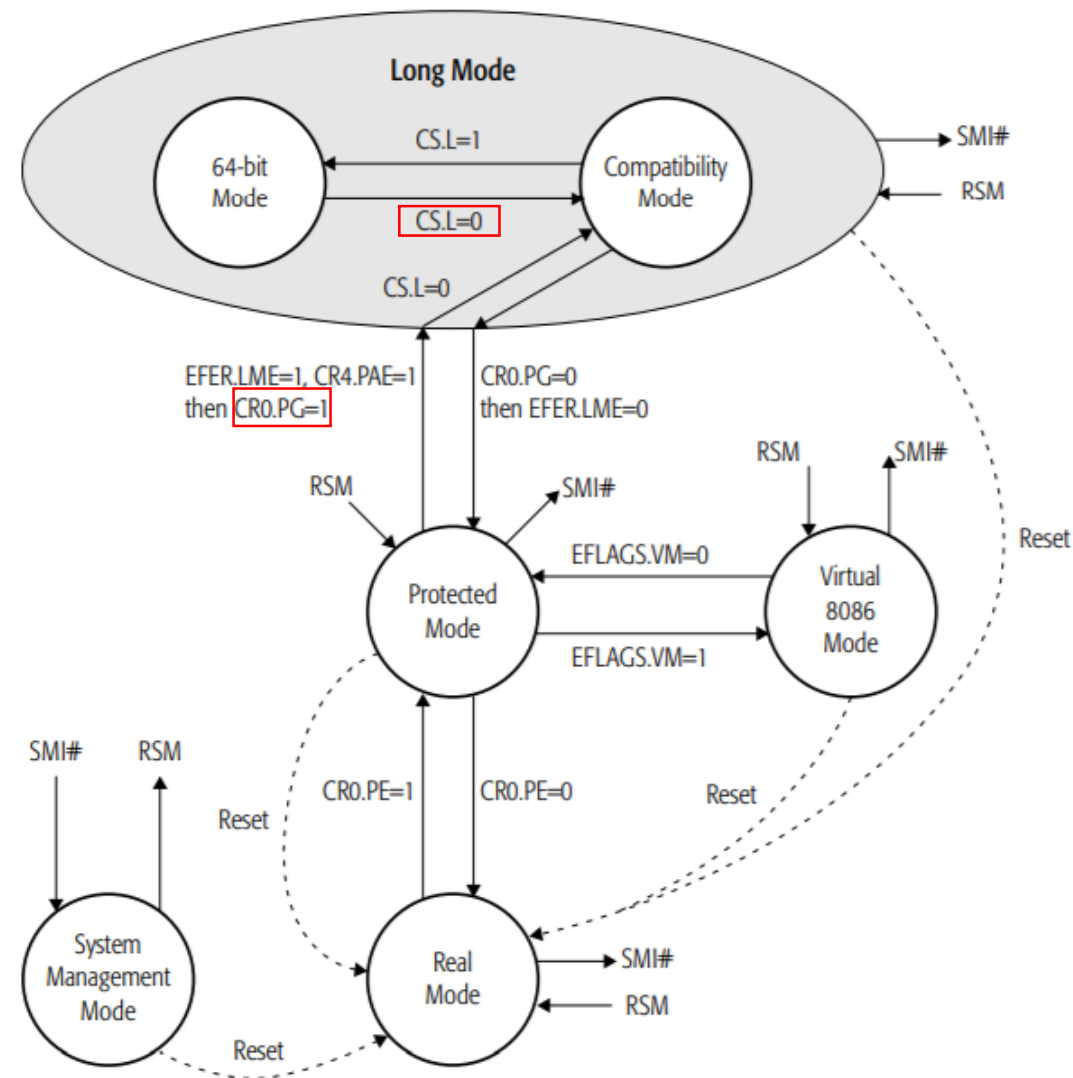 Long Mode
CS.L=1
64-bit
Mode
Compatibility
Mode
CS.L=0
SMI#
RSM
CS.L=0
EFER.LME=1, CR4.PAE=1
then CR0.PG=1
CR0.PG=0
then EFER.LME=0
RSM
SMI#
RSM
SMI#
Reset
EFLAGS.VM=0
Protected
Mode
Virtual
8086
Mode
EFLAGS.VM=1
SMI#
RSM
Reset
CR0.PE=1
CR0.PE=0
Reset
System
Management
Mode
Real
Mode
SMI#
RSM
Reset